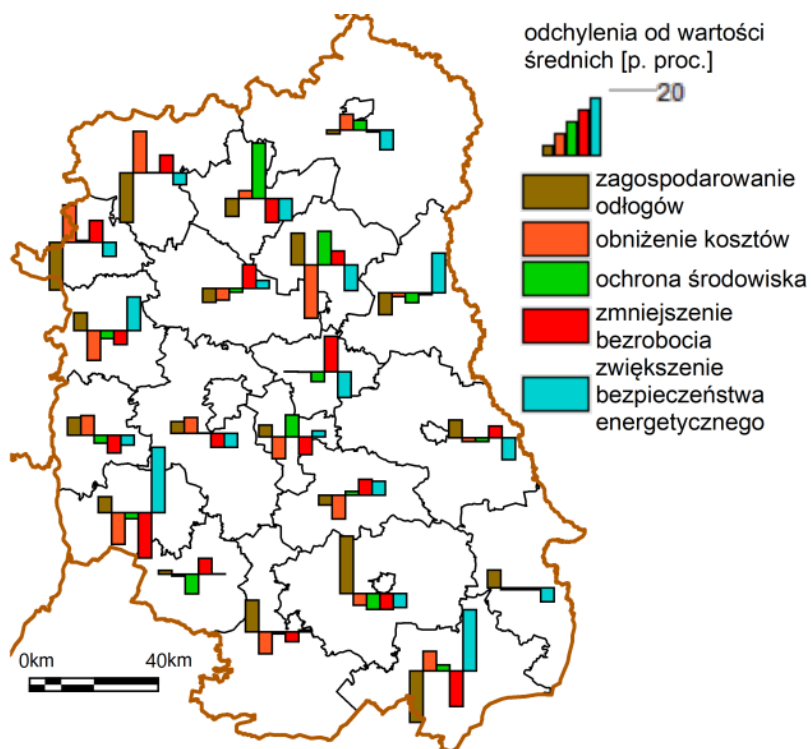 odchylenia od wartości
średnich [p. proc.]
20
zagospodarowanie
odłogów
obniżenie kosztów
ochrona środowiska
zmniejszenie
bezrobocia
zwiększenie
bezpieczeństwa
energetycznego
0km 40km